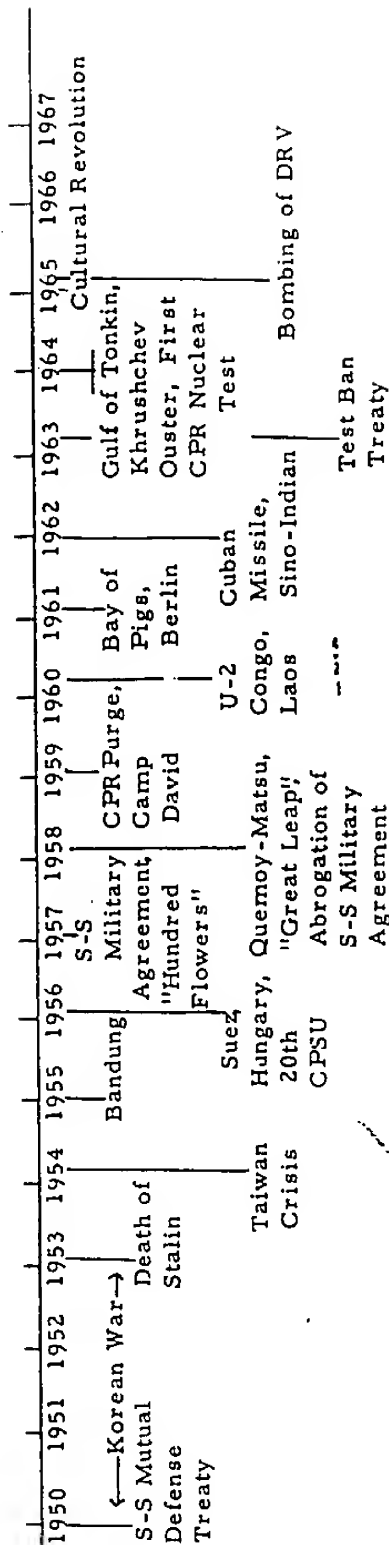 1950 1951 1952 1953 1954 1955 1956 1957 1958 1959 1960 1961 1962 1963 1964 1965 1966 1967
←Korean War→
S-S Mutual
Defense
Treaty
Death of
Stalin
Taiwan
Crisis
Bandung
Suez
Hungary,
20th
CPSU
S-S
Military
Agreement,
"Hundred
Flowers"
Quemoy-Matsu,
"Great Leap",
Abrogation of
S-S Military
Agreement
CPR Purge,
Camp
David
U-2
Congo,
Laos
Bay of
Pigs,
Berlin
Cuban
Missile,
Sino-Indian
Test Ban
Treaty
Gulf of Tonkin,
Khrushchev
Ouster, First
CPR Nuclear
Test
Cultural Revolution
Bombing of DRV